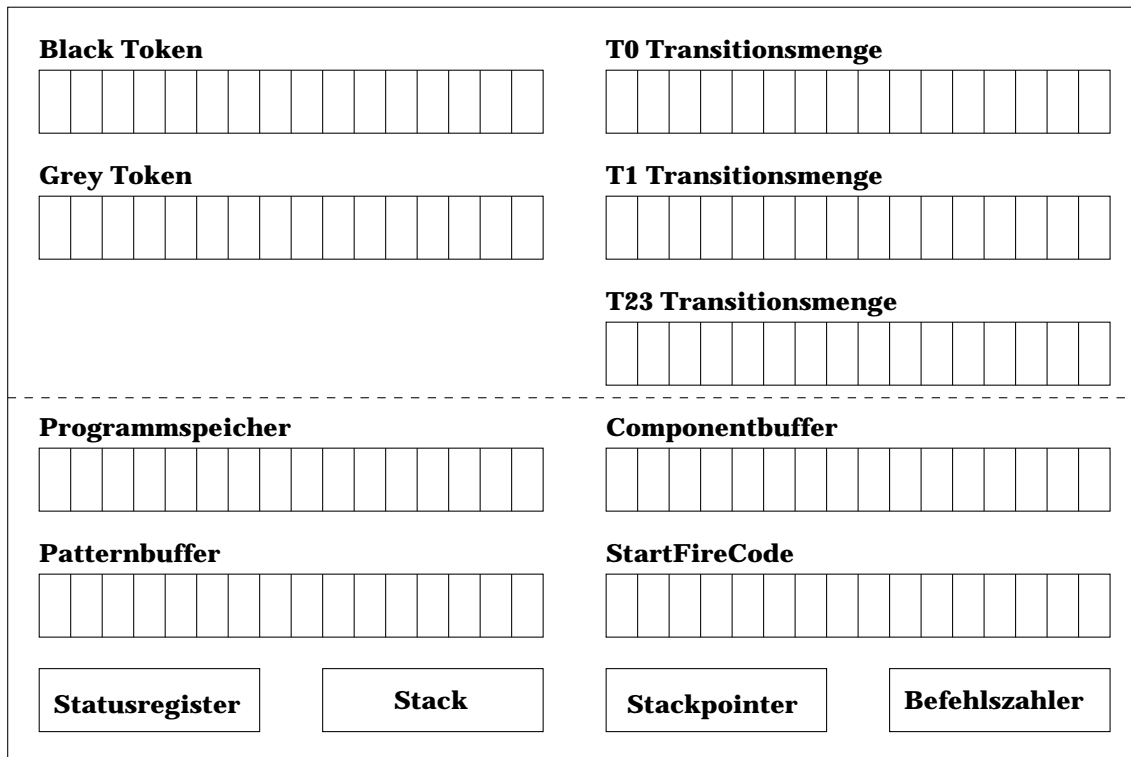 Black Token
T0 Transitionsmenge
Grey Token
T1 Transitionsmenge
T23 Transitionsmenge
Programmspeicher
Componentbuffer
Patternbuffer
StartFireCode
Statusregister
Stack
Stackpointer
Befehlszahler